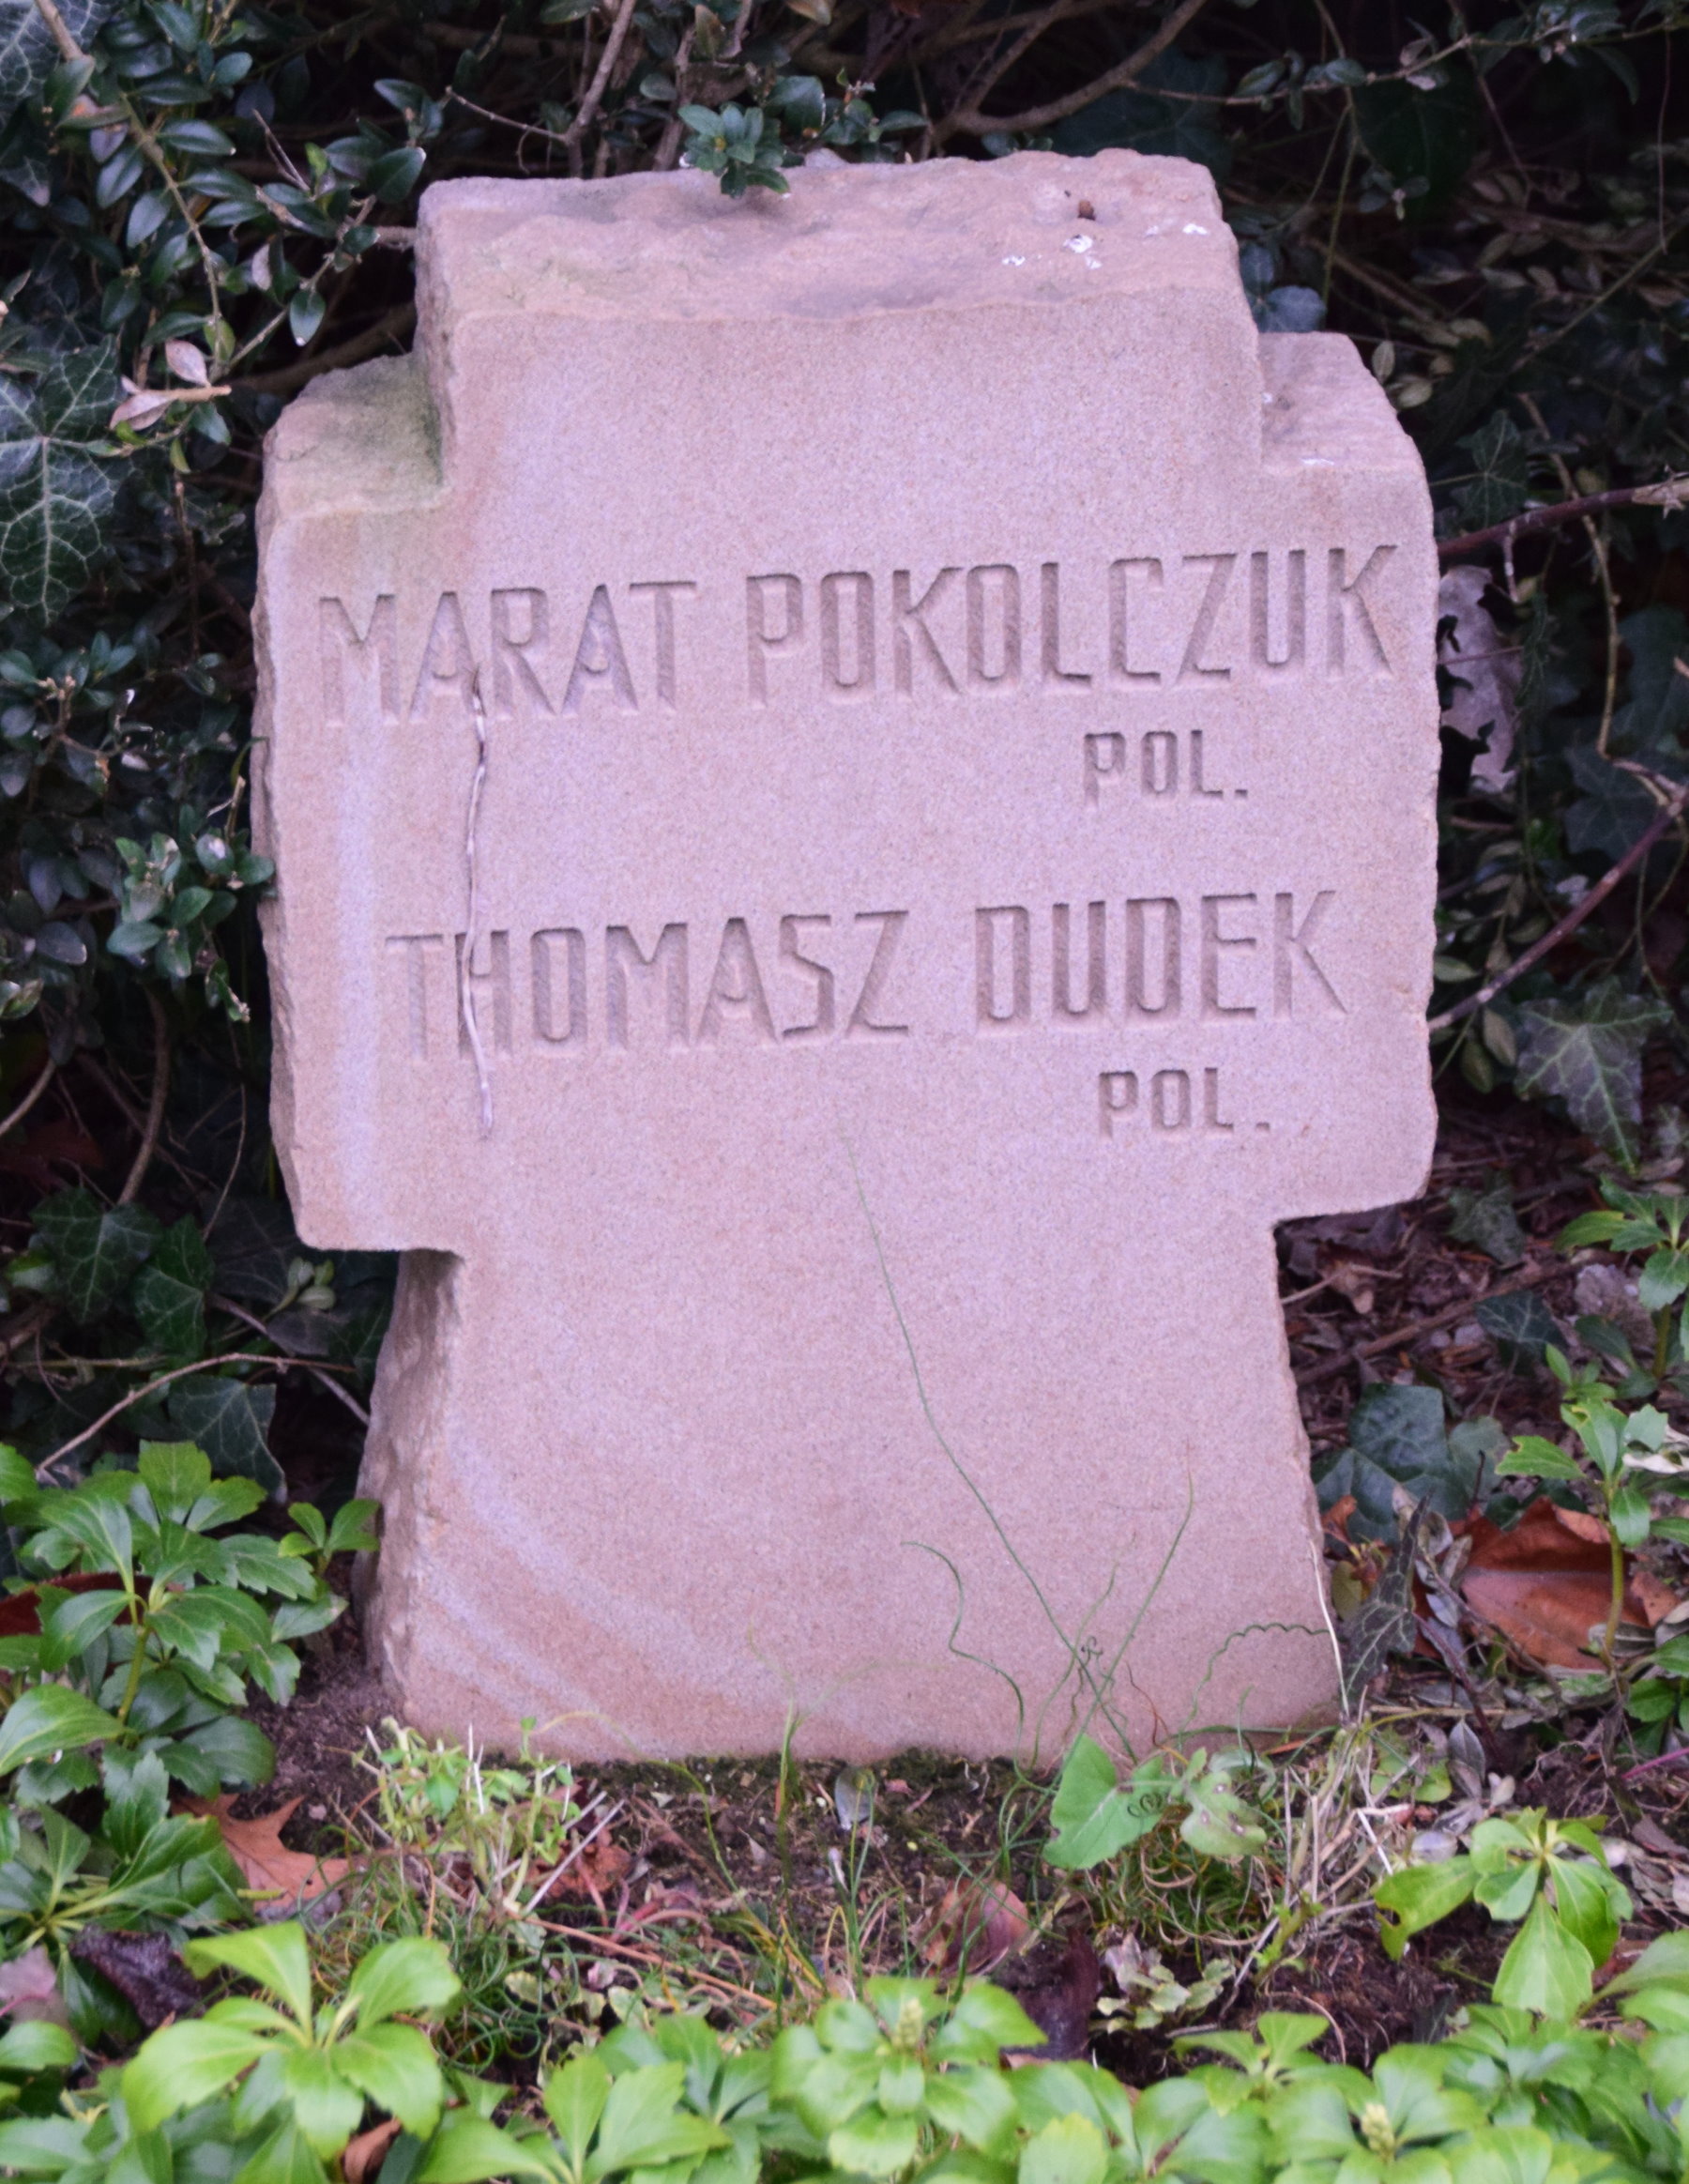 MARAT POKOLCZUK
POL.
THOMASZ DUDEK
POL.